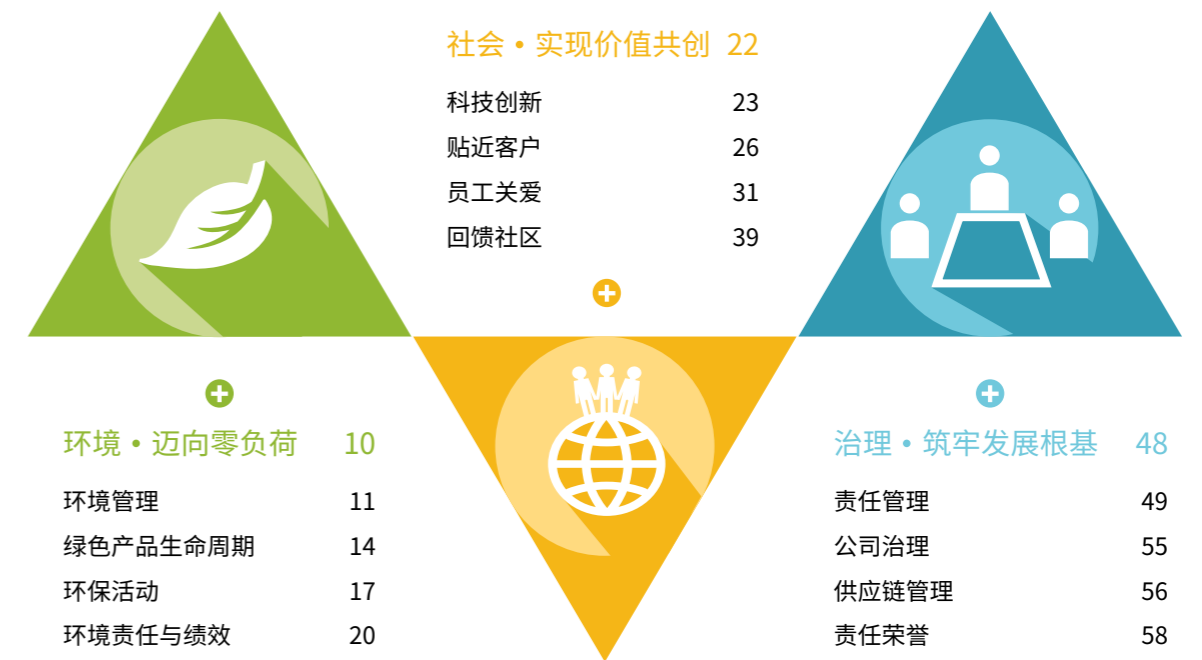 社会·实现价值共创 22
科技创新 23
贴近客户 26
员工关爱 31
回馈社区 39
环境·迈向零负荷 10
环境管理 11
绿色产品生命周期 14
环保活动 17
环境责任与绩效 20
治理·筑牢发展根基 48
责任管理 49
公司治理 55
供应链管理 56
责任荣誉 58